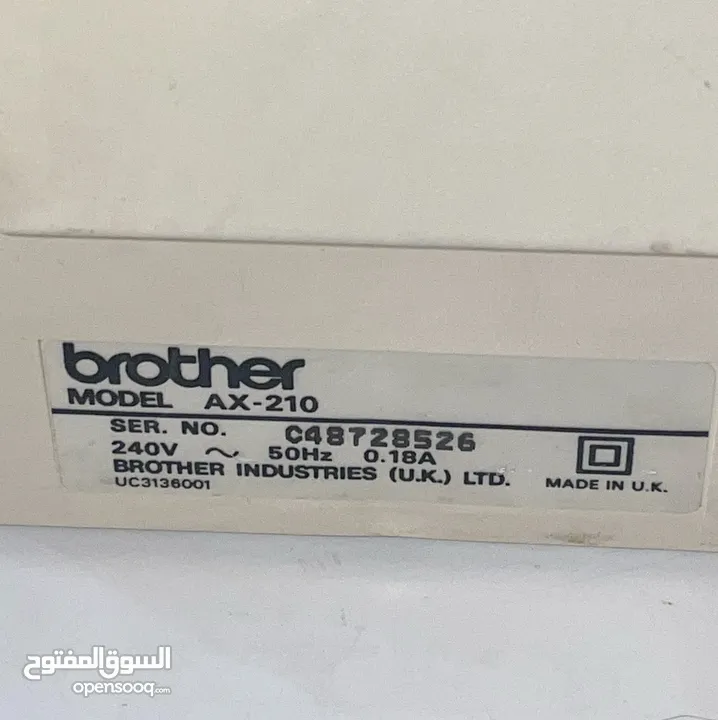 brother
MODEL AX-210
SER. NO. C48728526
240V ~ 50Hz 0.18A
BROTHER INDUSTRIES (U.K.) LTD.
UC3136001
MADE IN U.K.
السوق المفتوح
opensooq.com